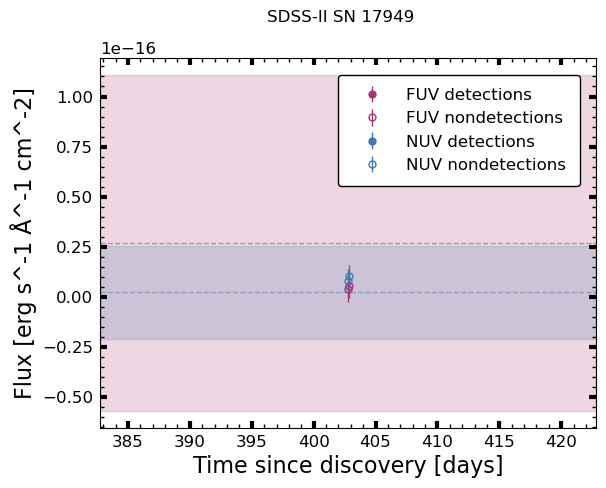 SDSS-II SN 17949
1e−16
FUV detections
FUV nondetections
NUV detections
NUV nondetections
1.00
0.75
0.50
0.25
0.00
−0.25
−0.50
Flux [erg s^-1 Å^-1 cm^-2]
385 390 395 400 405 410 415 420
Time since discovery [days]